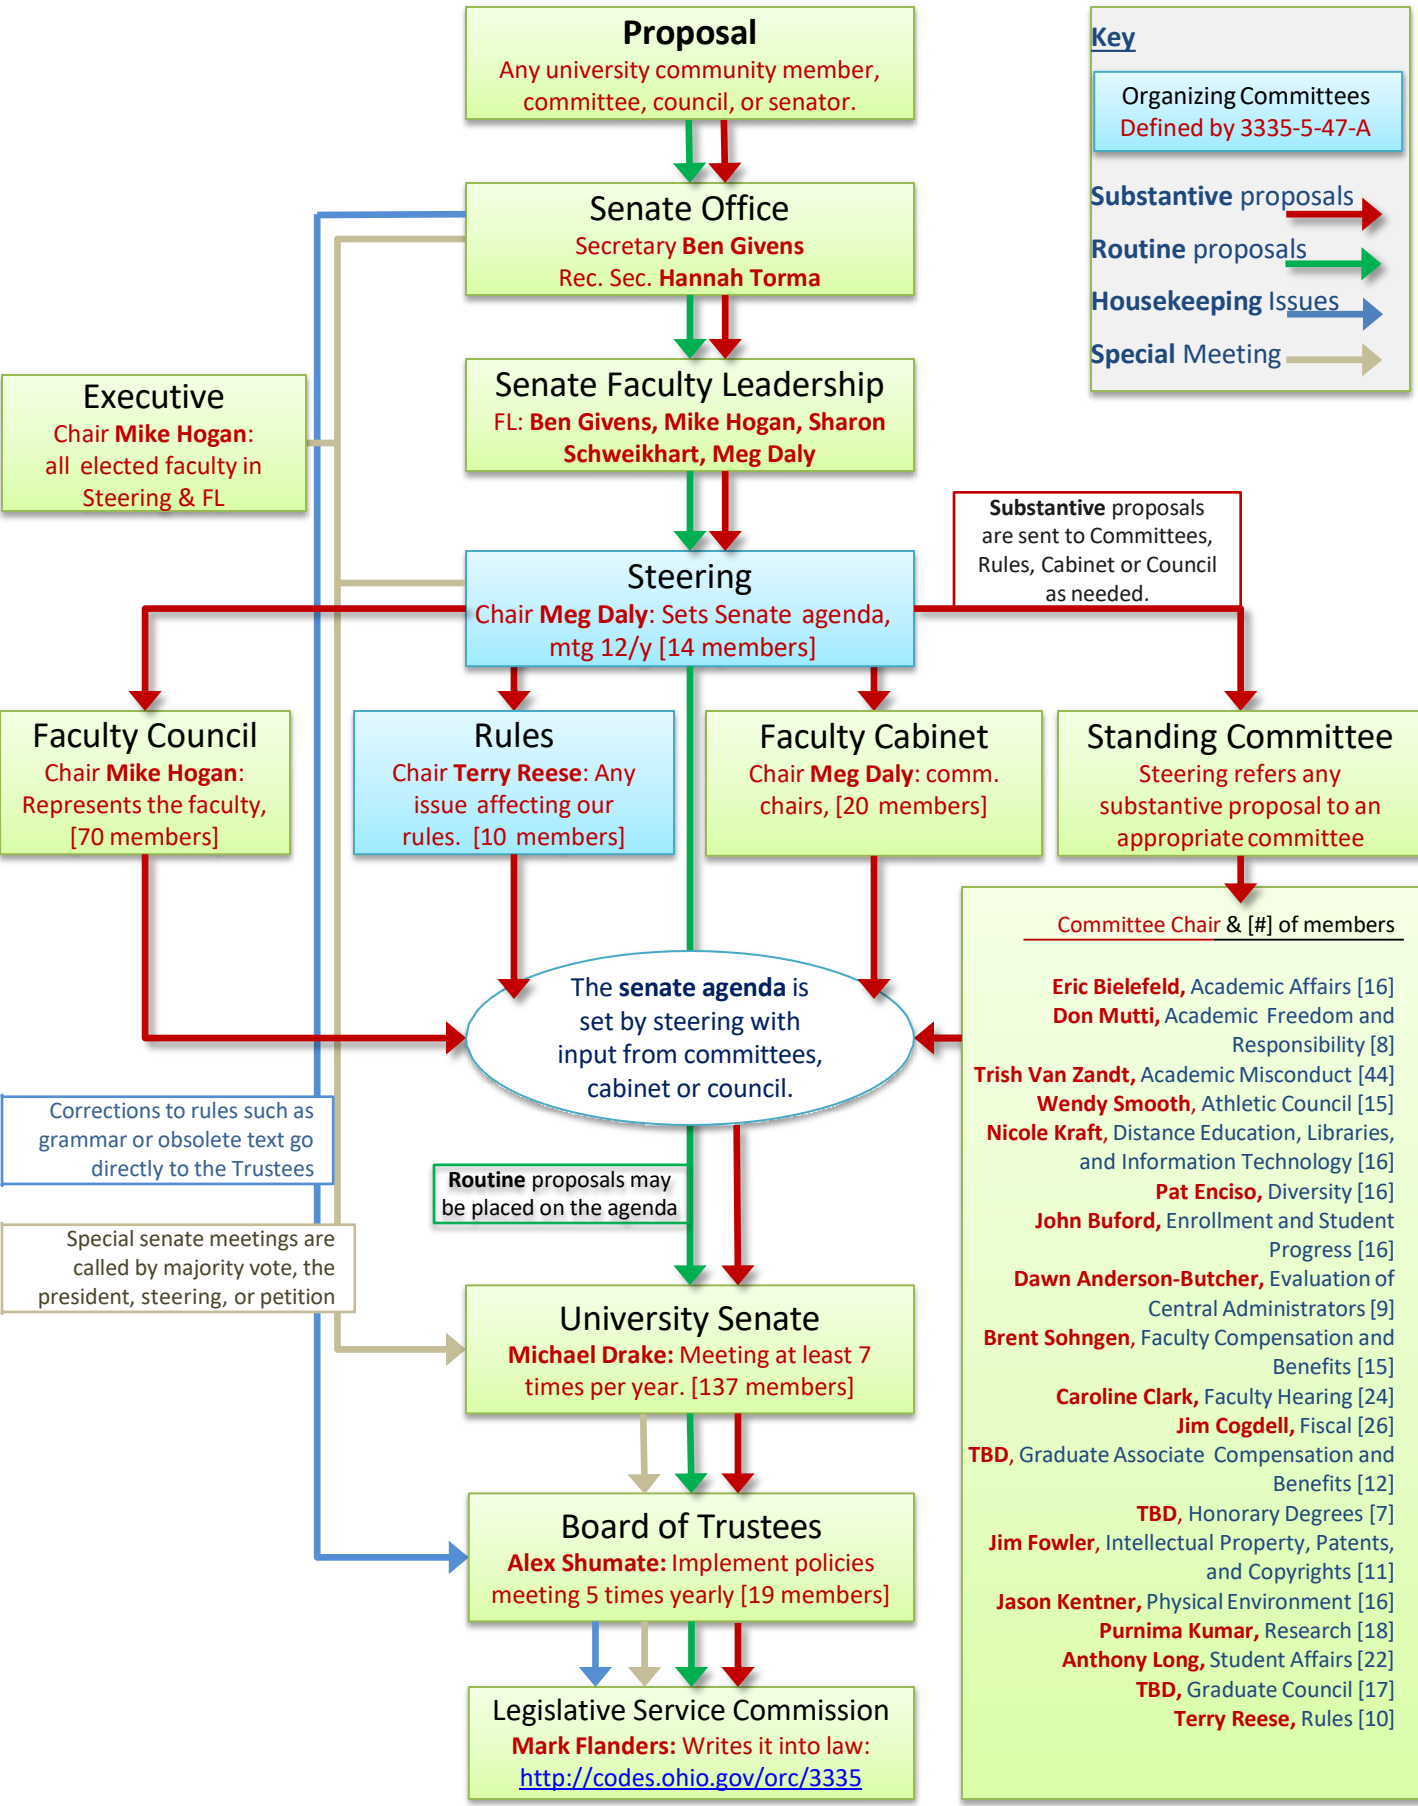 Proposal
Any university community member,
committee, council, or senator.
Key
Organizing Committees
Defined by 3335-5-47-A
Substantive proposals
Routine proposals
Housekeeping Issues
Special Meeting
Senate Office
Secretary Ben Givens
Rec. Sec. Hannah Torma
Senate Faculty Leadership
FL: Ben Givens, Mike Hogan, Sharon
Schweikhart, Meg Daly
Executive
Chair Mike Hogan:
all elected faculty in
Steering & FL
Substantive proposals
are sent to Committees,
Rules, Cabinet or Council
as needed.
Steering
Chair Meg Daly: Sets Senate agenda,
mtg 12/y [14 members]
Faculty Council
Chair Mike Hogan:
Represents the faculty,
[70 members]
Rules
Chair Terry Reese: Any
issue affecting our
rules. [10 members]
Faculty Cabinet
Chair Meg Daly: comm.
chairs, [20 members]
Standing Committee
Steering refers any
substantive proposal to an
appropriate committee
The senate agenda is
set by steering with
input from committees,
cabinet or council.
Committee Chair & [#] of members
Eric Bielefeld, Academic Affairs [16]
Don Mutti, Academic Freedom and
Responsibility [8]
Trish Van Zandt, Academic Misconduct [44]
Wendy Smooth, Athletic Council [15]
Nicole Kraft, Distance Education, Libraries,
and Information Technology [16]
Pat Enciso, Diversity [16]
John Buford, Enrollment and Student
Progress [16]
Dawn Anderson-Butcher, Evaluation of
Central Administrators [9]
Brent Sohngen, Faculty Compensation and
Benefits [15]
Caroline Clark, Faculty Hearing [24]
Jim Cogdell, Fiscal [26]
TBD, Graduate Associate Compensation and
Benefits [12]
TBD, Honorary Degrees [7]
Jim Fowler, Intellectual Property, Patents,
and Copyrights [11]
Jason Kentner, Physical Environment [16]
Purnima Kumar, Research [18]
Anthony Long, Student Affairs [22]
TBD, Graduate Council [17]
Terry Reese, Rules [10]
Corrections to rules such as
grammar or obsolete text go
directly to the Trustees
Routine proposals may
be placed on the agenda
Special senate meetings are
called by majority vote, the
president, steering, or petition
University Senate
Michael Drake: Meeting at least 7
times per year. [137 members]
Board of Trustees
Alex Shumate: Implement policies
meeting 5 times yearly [19 members]
Legislative Service Commission
Mark Flanders: Writes it into law:
http://codes.ohio.gov/orc/3335